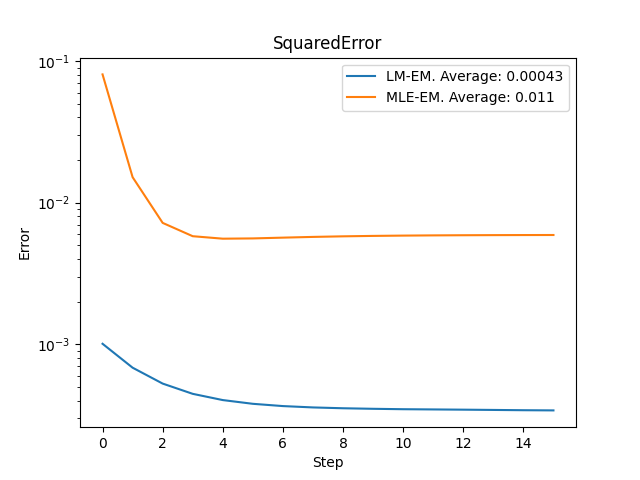 SquaredError
LM-EM. Average: 0.00043
MLE-EM. Average: 0.011
10⁻¹
10⁻²
10⁻³
Error
0 2 4 6 8 10 12 14
Step